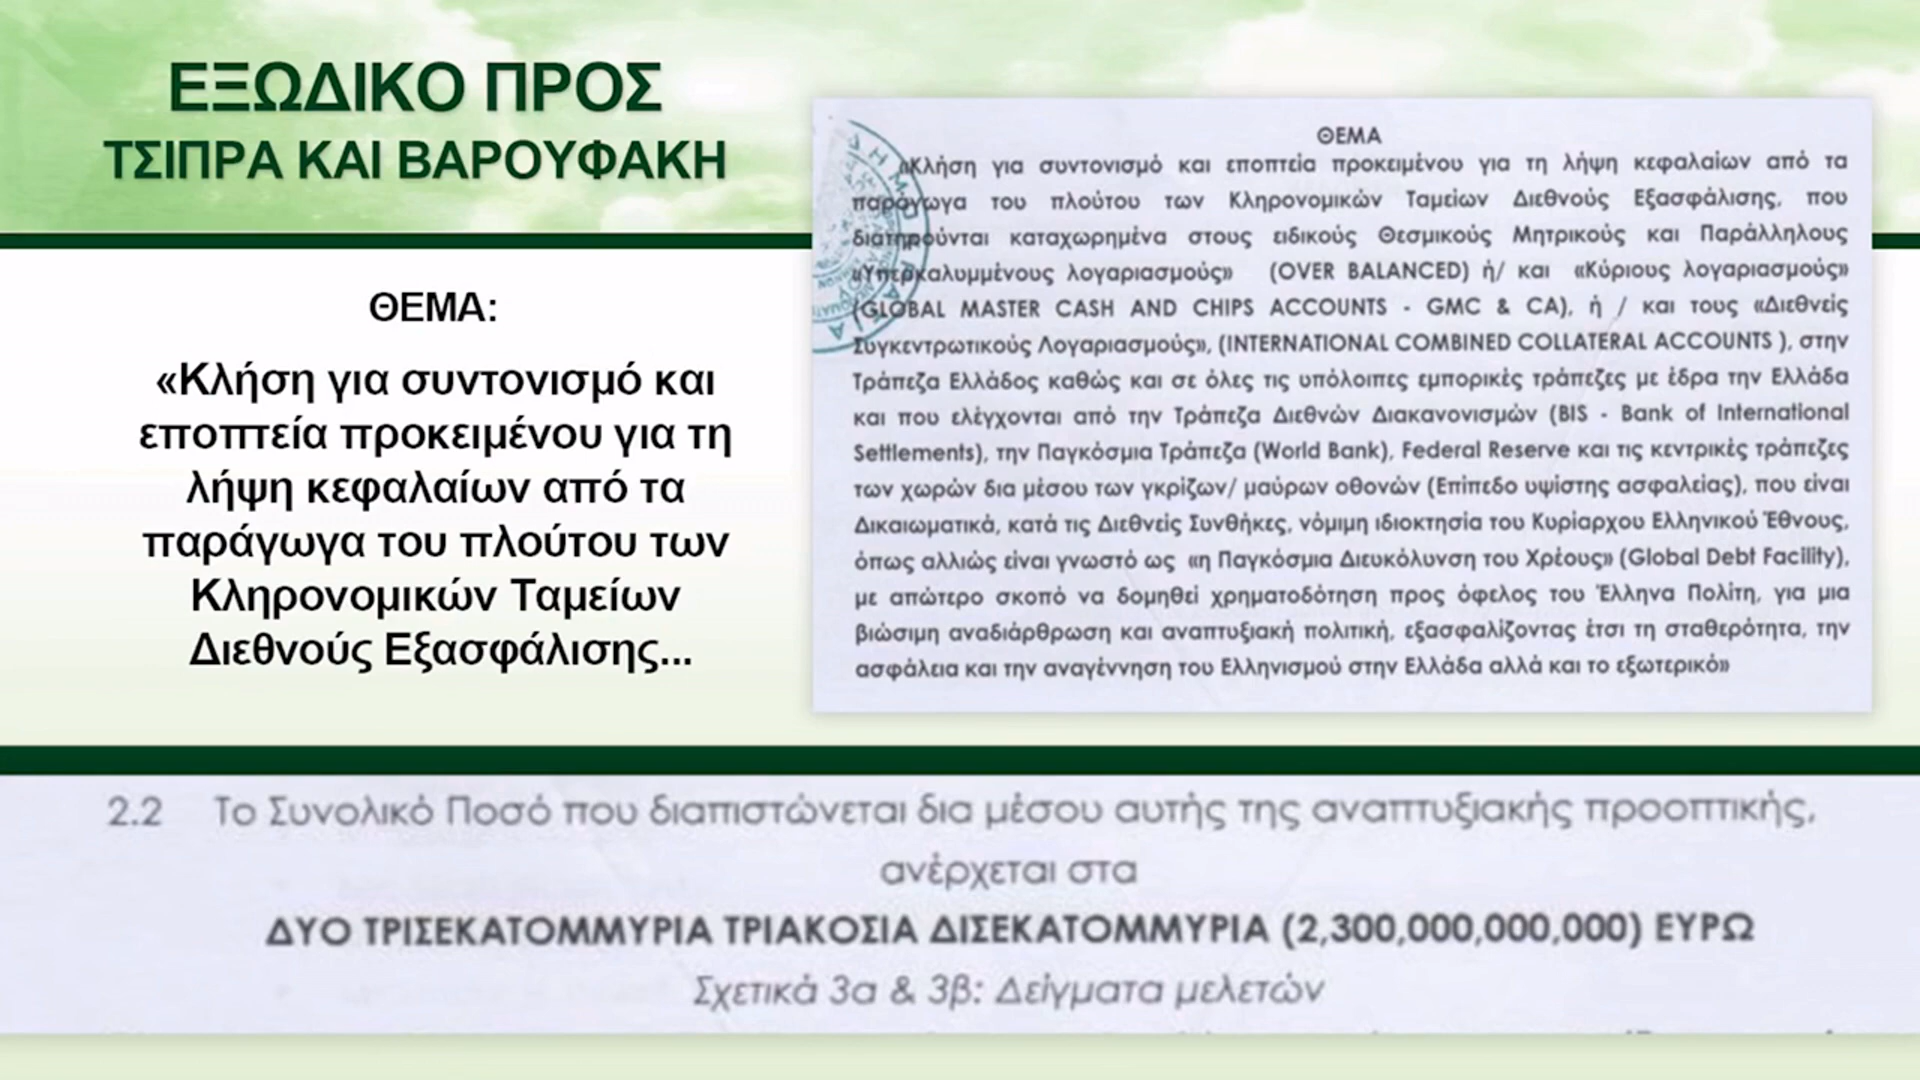 ΕΞΩΔΙΚΟ ΠΡΟΣ
ΤΣΙΠΡΑ ΚΑΙ ΒΑΡΟΥΦΑΚΗ
ΘΕΜΑ:
«Κλήση για συντονισμό και
εποπτεία προκειμένου για τη
λήψη κεφαλαίων από τα
παράγωγα του πλούτου των
Κληρονομικών Ταμείων
Διεθνούς Εξασφάλισης...
ΘΕΜΑ
«Κλήση για συντονισμό και εποπτεία προκειμένου για τη λήψη κεφαλαίων από τα
παράγωγα του πλούτου των Κληρονομικών Ταμείων Διεθνούς Εξασφάλισης, που
διατηρούνται καταχωρημένα στους ειδικούς Θεσμικούς Μητρικούς και Παράλληλους
«Υπερκαλυμμένους λογαριασμούς» (OVER BALANCED) ή/ και «Κύριους λογαριασμούς»
(GLOBAL MASTER CASH AND CHIPS ACCOUNTS - GMC & CA), ή / και τους «Διεθνείς
Συγκεντρωτικούς Λογαριασμούς», (INTERNATIONAL COMBINED COLLATERAL ACCOUNTS ), στην
Τράπεζα Ελλάδος καθώς και σε όλες τις υπόλοιπες εμπορικές τράπεζες με έδρα την Ελλάδα
και που ελέγχονται από την Τράπεζα Διεθνών Διακανονισμών (BIS - Bank of International
Settlements), την Παγκόσμια Τράπεζα (World Bank), Federal Reserve και τις κεντρικές τράπεζες
των χωρών δια μέσου των γκρίζων/ μαύρων οθονών (Επίπεδο υψίστης ασφαλείας), που είναι
Δικαιωματικά, κατά τις Διεθνείς Συνθήκες, νόμιμη ιδιοκτησία του Κυρίαρχου Ελληνικού Έθνους,
όπως αλλιώς είναι γνωστό ως «η Παγκόσμια Διευκόλυνση του Χρέους» (Global Debt Facility),
με απώτερο σκοπό να δομηθεί χρηματοδότηση προς όφελος του Έλληνα Πολίτη, για μια
βιώσιμη αναδιάρθρωση και αναπτυξιακή πολιτική, εξασφαλίζοντας έτσι τη σταθερότητα, την
ασφάλεια και την αναγέννηση του Ελληνισμού στην Ελλάδα αλλά και το εξωτερικό»
2.2 Το Συνολικό Ποσό που διαπιστώνεται δια μέσου αυτής της αναπτυξιακής προοπτικής,
ανέρχεται στα
ΔΥΟ ΤΡΙΣΕΚΑΤΟΜΜΥΡΙΑ ΤΡΙΑΚΟΣΙΑ ΔΙΣΕΚΑΤΟΜΜΥΡΙΑ (2,300,000,000,000) ΕΥΡΩ
Σχετικά 3α & 3β: Δείγματα μελετών